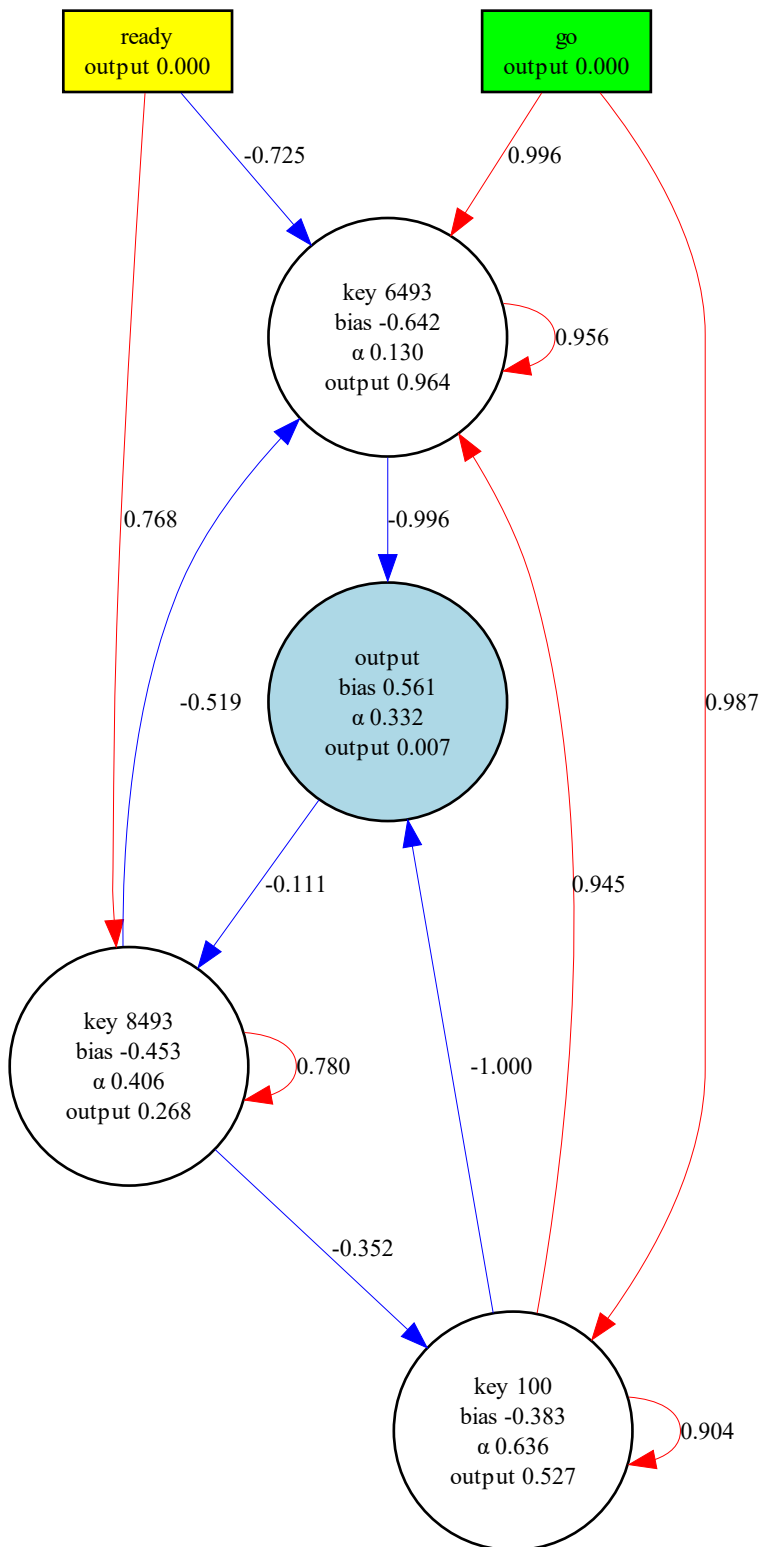 ready
output 0.000
go
output 0.000
-0.725
0.996
key 6493
bias -0.642
α 0.130
output 0.964
0.956
0.768
-0.996
-0.519
output
bias 0.561
α 0.332
output 0.007
0.987
-0.111
0.945
key 8493
bias -0.453
α 0.406
output 0.268
0.780
-1.000
-0.352
key 100
bias -0.383
α 0.636
output 0.527
0.904